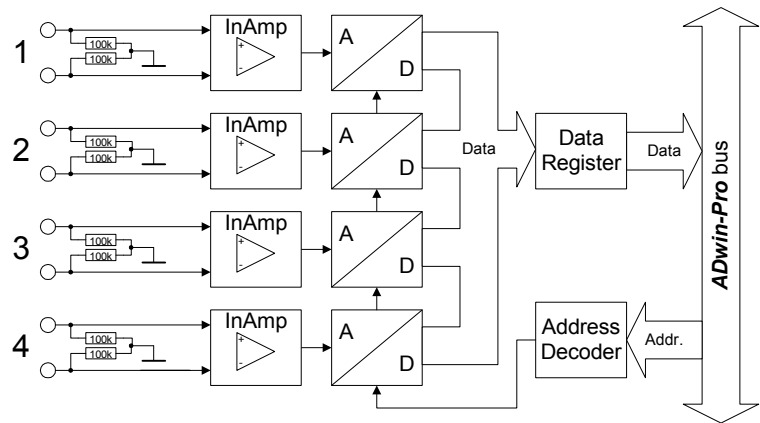 1
100k
100k
InAmp
+
-
A
D
2
100k
100k
InAmp
+
-
A
D
3
100k
100k
InAmp
+
-
A
D
4
100k
100k
InAmp
+
-
A
D
Data
Data
Register
Data
Address
Decoder
Addr.
ADwin-Pro bus